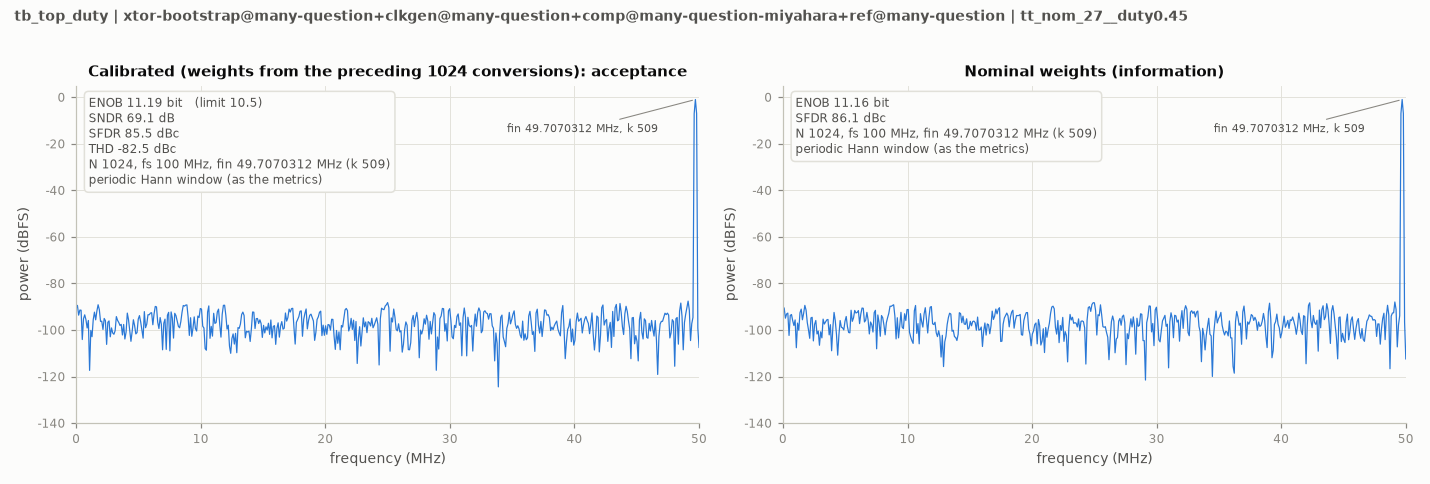 tb_top_duty | xtor-bootstrap@many-question+clkgen@many-question+comp@many-question-miyahara+ref@many-question | tt_nom_27__duty0.45
Calibrated (weights from the preceding 1024 conversions): acceptance
ENOB 11.19 bit (limit 10.5)
SNDR 69.1 dB
SFDR 85.5 dBc
THD -82.5 dBc
N 1024, fs 100 MHz, fin 49.7070312 MHz (k 509)
periodic Hann window (as the metrics)
fin 49.7070312 MHz, k 509
power (dBFS)
0
-20
-40
-60
-80
-100
-120
-140
0 10 20 30 40 50
frequency (MHz)
Nominal weights (information)
ENOB 11.16 bit
SFDR 86.1 dBc
N 1024, fs 100 MHz, fin 49.7070312 MHz (k 509)
periodic Hann window (as the metrics)
fin 49.7070312 MHz, k 509
power (dBFS)
0
-20
-40
-60
-80
-100
-120
-140
0 10 20 30 40 50
frequency (MHz)